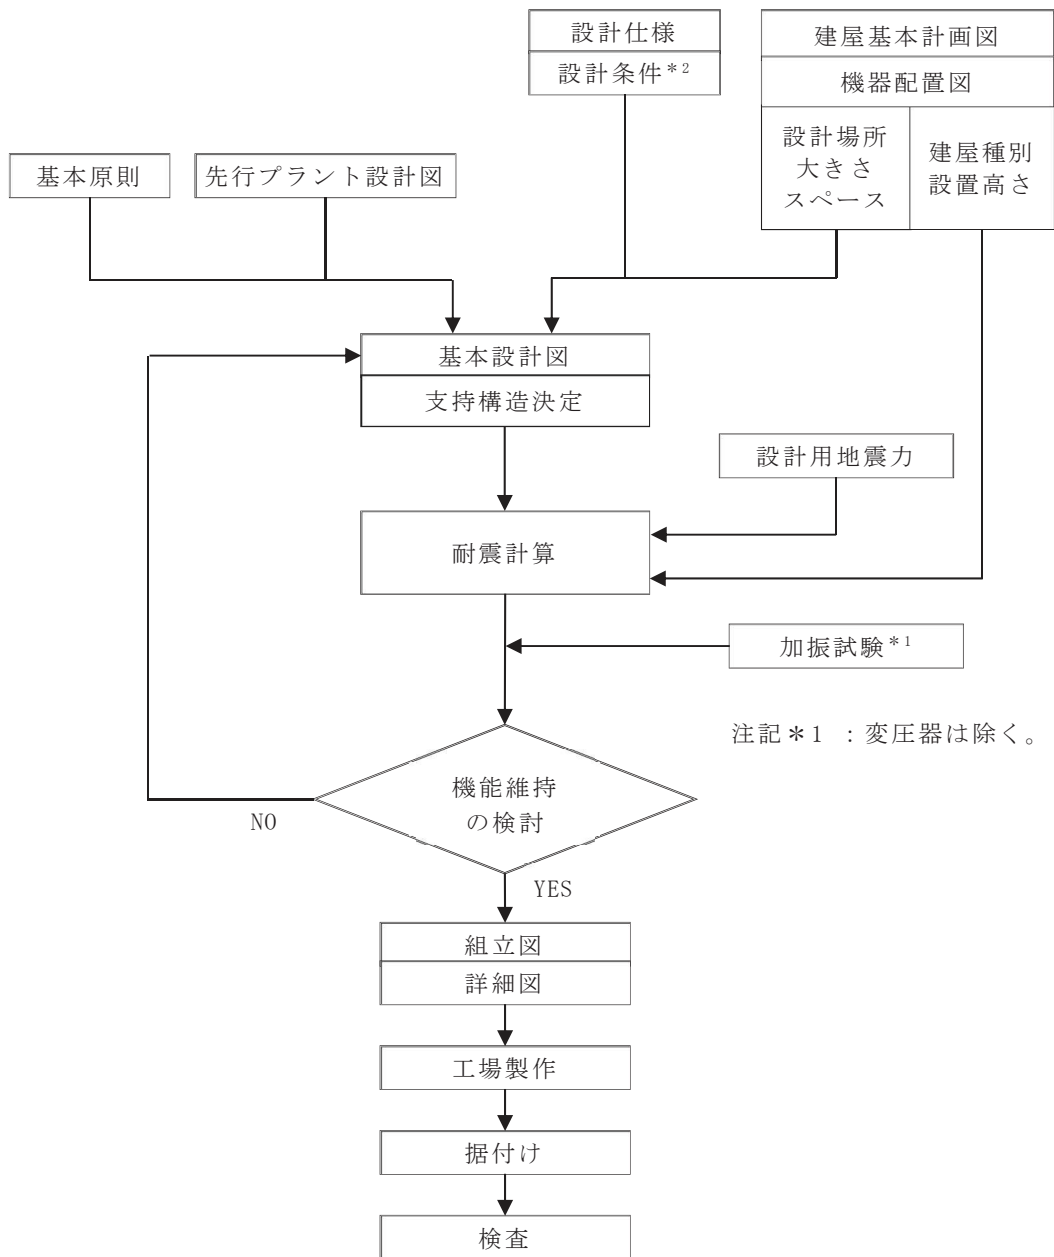 設計仕様
設計条件*2
建屋基本計画図
機器配置図
設計場所
大きさ
スペース
建屋種別
設置高さ
基本原則
先行プラント設計図
基本設計図
支持構造決定
設計用地震力
耐震計算
加振試験*1
注記*1 :変圧器は除く。
機能維持
の検討
NO
YES
組立図
詳細図
工場製作
据付け
検査